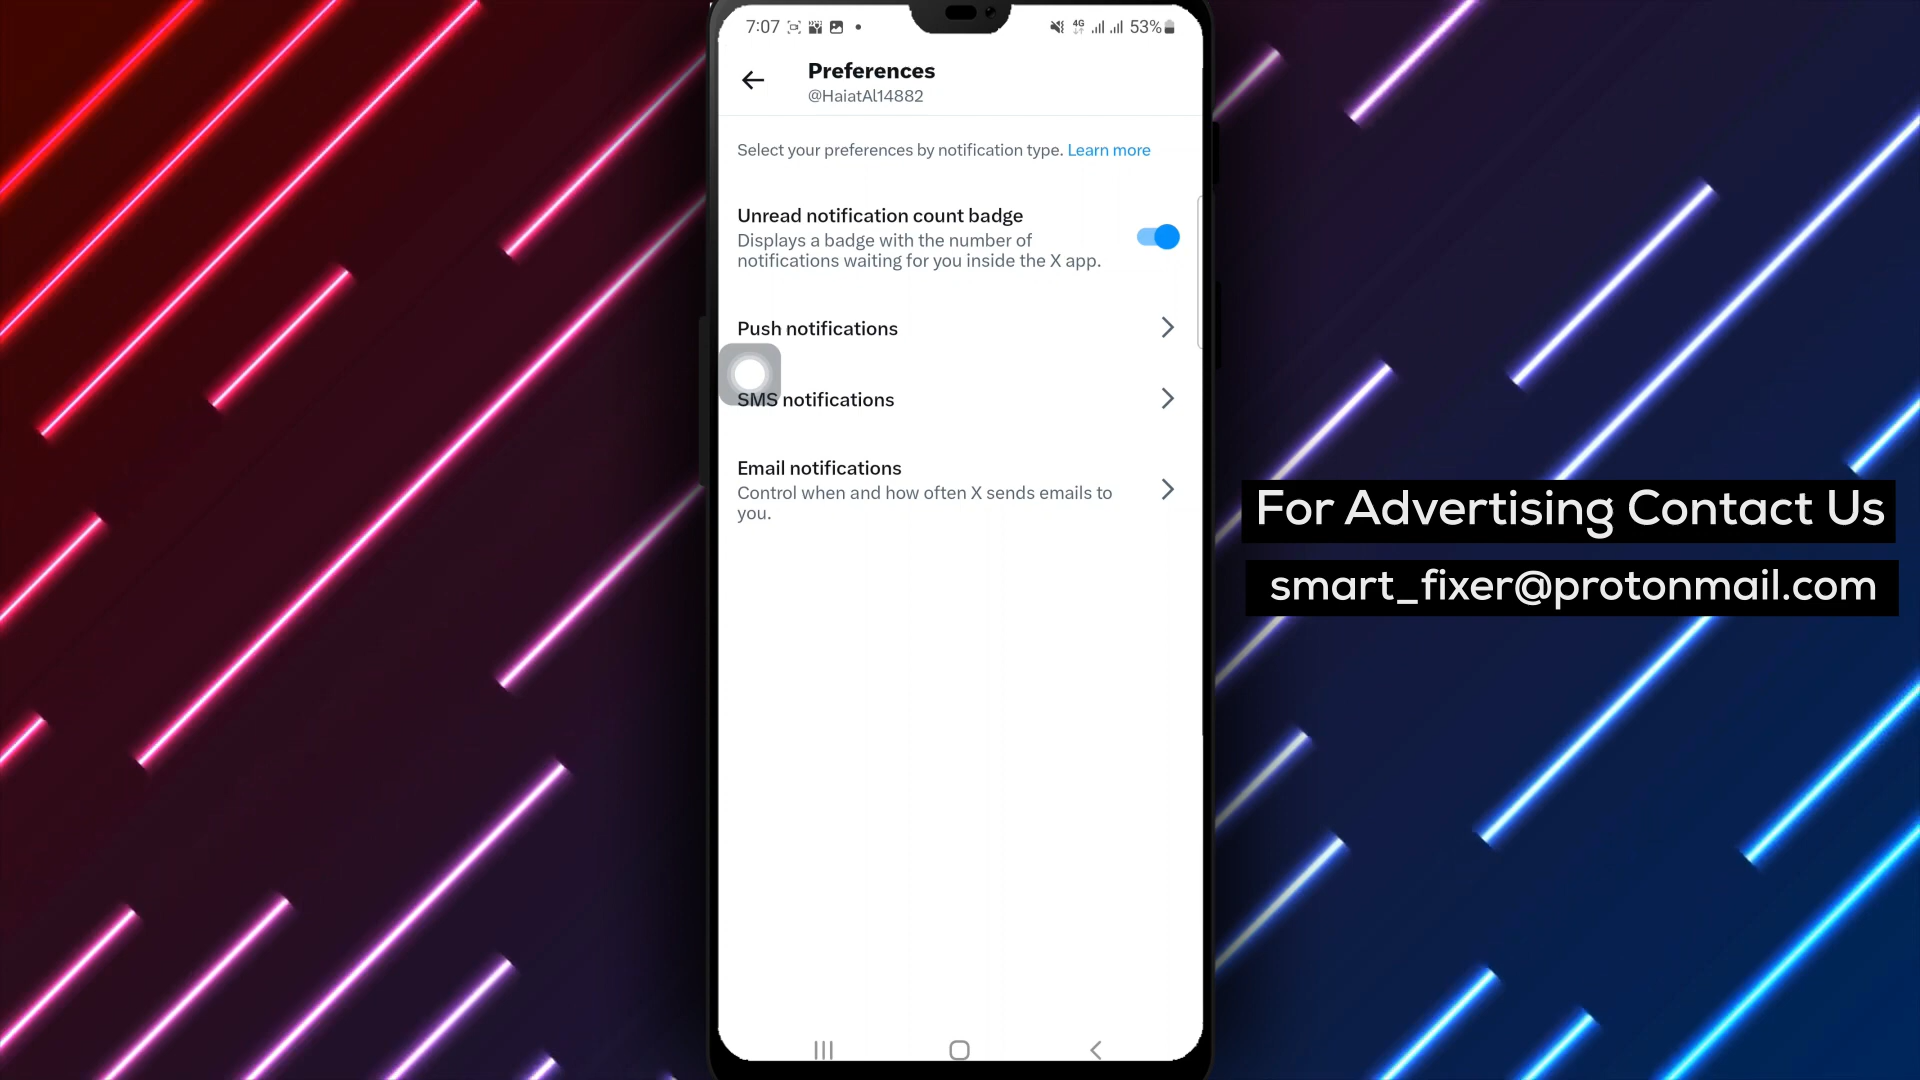 7:07
4G
53%
Preferences
@HaiatAl14882
Select your preferences by notification type. Learn more
Unread notification count badge
Displays a badge with the number of
notifications waiting for you inside the X app.
Push notifications
SMS notifications
Email notifications
Control when and how often X sends emails to
you.
For Advertising Contact Us
smart_fixer@protonmail.com